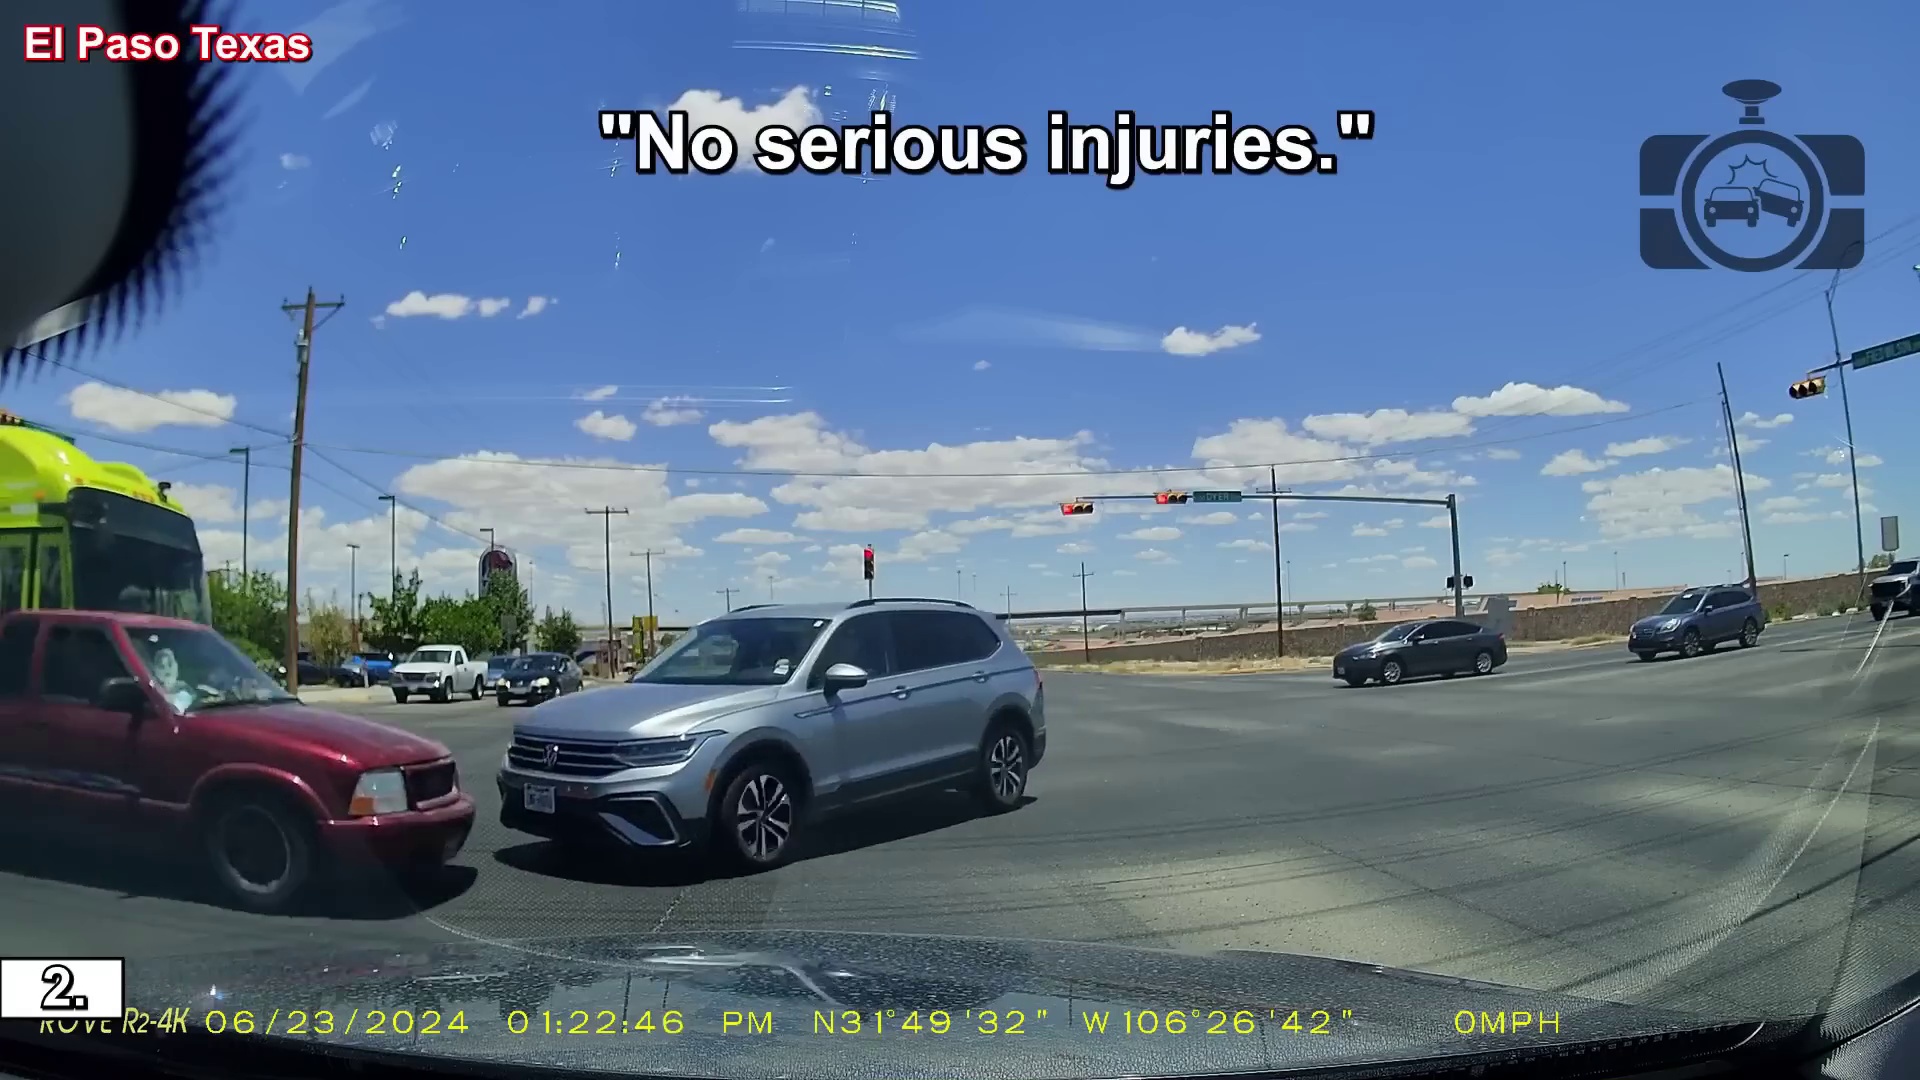 El Paso Texas
"No serious injuries."
DYER
2.
ROVE R2-4K 06/23/2024 01:22:46 PM N31°49'32" W106°26'42" 0MPH